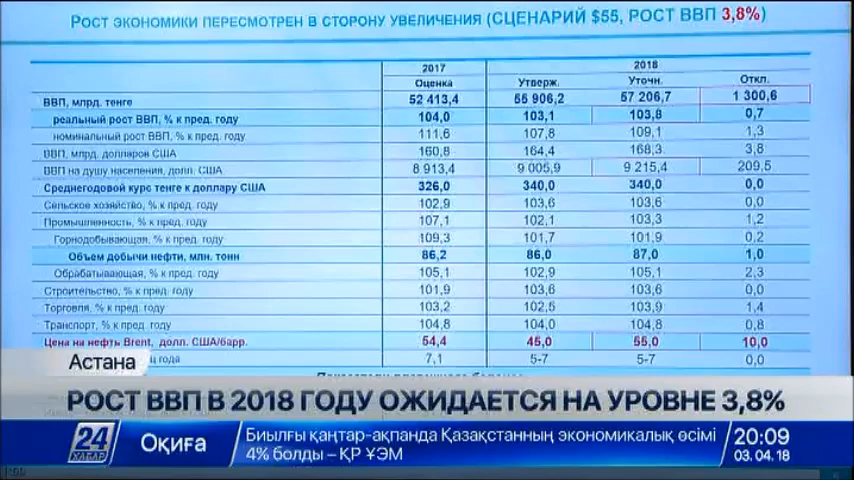 РОСТ ЭКОНОМИКИ ПЕРЕСМОТРЕН В СТОРОНУ УВЕЛИЧЕНИЯ (СЦЕНАРИЙ $55, РОСТ ВВП 3,8%)
2017 2018
Оценка Утверж. Уточн. Откл.
ВВП, млрд. тенге 52 413,4 55 906,2 57 206,7 1 300,6
реальный рост ВВП, % к пред. году 104,0 103,1 103,8 0,7
номинальный рост ВВП, % к пред. году 111,6 107,8 109,1 1,3
ВВП, млрд. долларов США 160,8 164,4 168,3 3,8
ВВП на душу населения, долл. США 8 913,4 9 005,9 9 215,4 209,5
Среднегодовой курс тенге к доллару США 326,0 340,0 340,0 0,0
Сельское хозяйство, % к пред. году 102,9 103,6 103,6 0,0
Промышленность, % к пред. году 107,1 102,1 103,3 1,2
Горнодобывающая, % к пред. году 109,3 101,7 101,9 0,2
Объем добычи нефти, млн. тонн 86,2 86,0 87,0 1,0
Обрабатывающая, % к пред. году 105,1 102,9 105,1 2,3
Строительство, % к пред. году 101,9 103,6 103,6 0,0
Торговля, % к пред. году 103,2 102,5 103,9 1,4
Транспорт, % к пред. году 104,8 104,0 104,8 0,8
Цена на нефть Brent, долл. США/барр. 54,4 45,0 55,0 10,0
года 7,1 5-7 5-7 0,0
Астана
РОСТ ВВП В 2018 ГОДУ ОЖИДАЕТСЯ НА УРОВНЕ 3,8%
24
ХАБАР
Оқиға
Биылғы қаңтар-ақпанда Қазақстанның экономикалық өсімі
4% болды – ҚР ҰЭМ
20:09
03.04.18